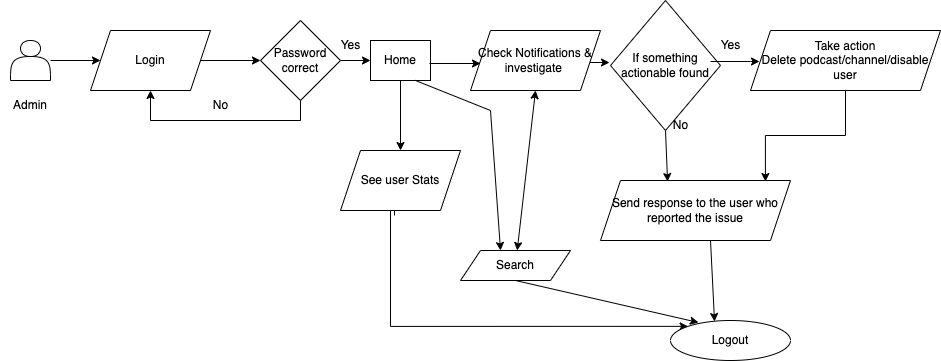 Admin
Login
Password
correct
Yes
No
Home
Check Notifications &
investigate
If something
actionable found
Yes
No
Take action
Delete podcast/channel/disable
user
See user Stats
Send response to the user who
reported the issue
Search
Logout